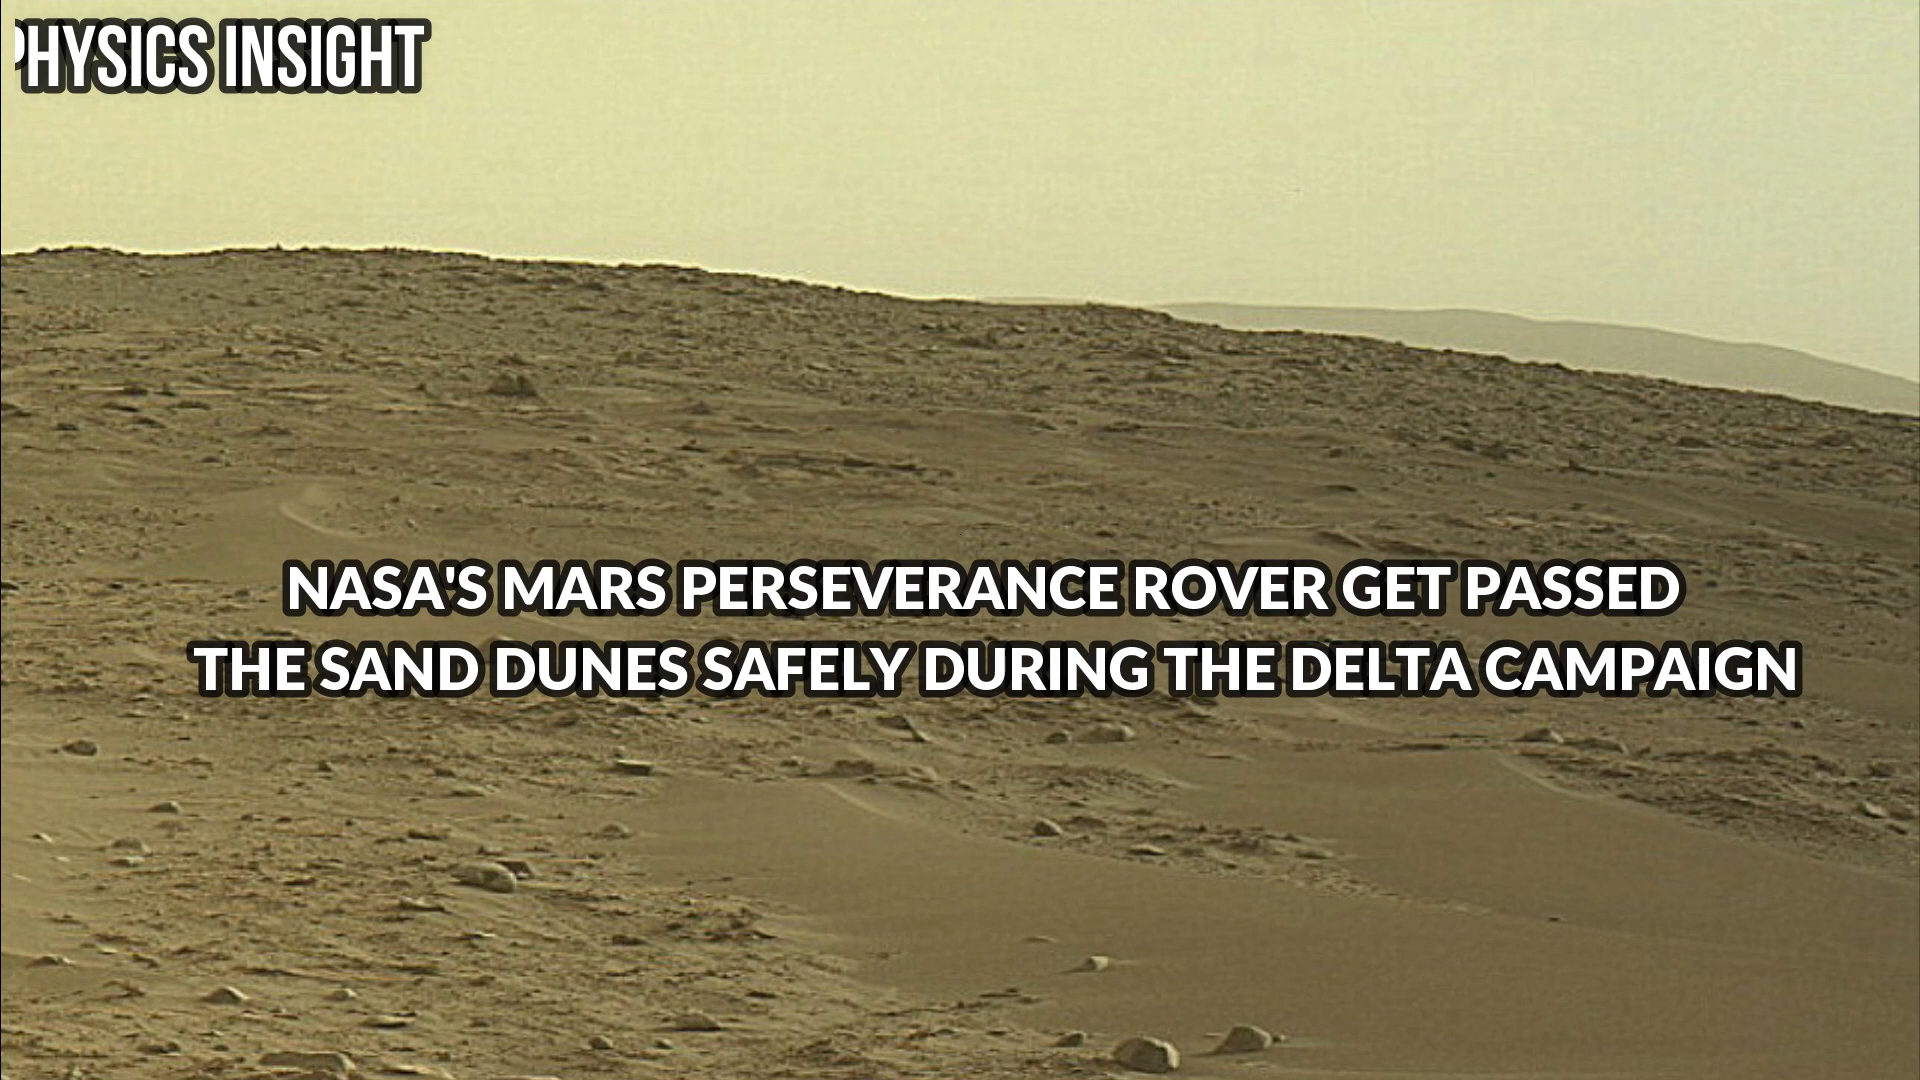 PHYSICS INSIGHT
NASA'S MARS PERSEVERANCE ROVER GET PASSED
THE SAND DUNES SAFELY DURING THE DELTA CAMPAIGN